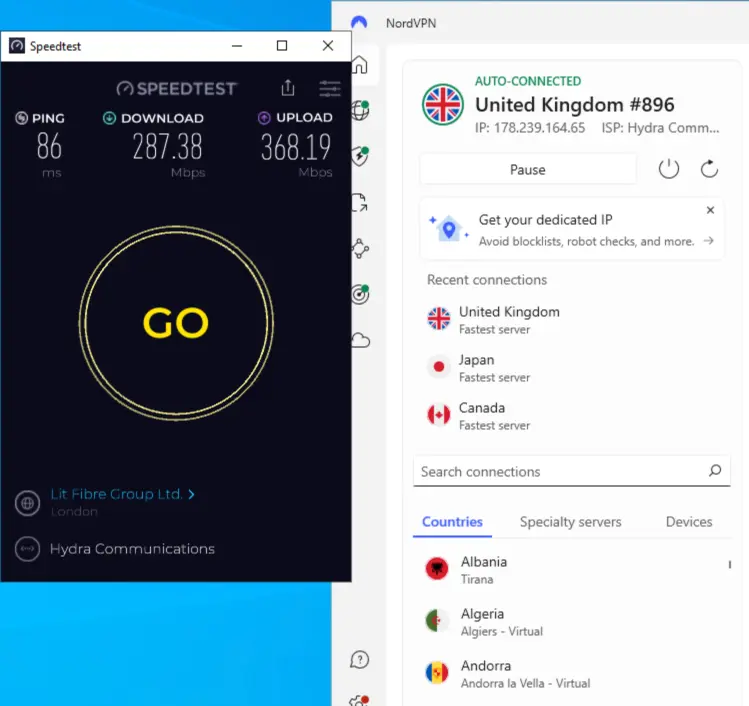 Speedtest
SPEEDTEST
PING DOWNLOAD UPLOAD
86 287.38 368.19
ms Mbps Mbps
GO
Lit Fibre Group Ltd.
London
Hydra Communications
NordVPN
AUTO-CONNECTED
United Kingdom #896
IP: 178.239.164.65 ISP: Hydra Comm...
Pause
Get your dedicated IP
Avoid blocklists, robot checks, and more.
Recent connections
United Kingdom
Fastest server
Japan
Fastest server
Canada
Fastest server
Search connections
Countries Specialty servers Devices
Albania
Tirana
Algeria
Algiers - Virtual
Andorra
Andorra la Vella - Virtual